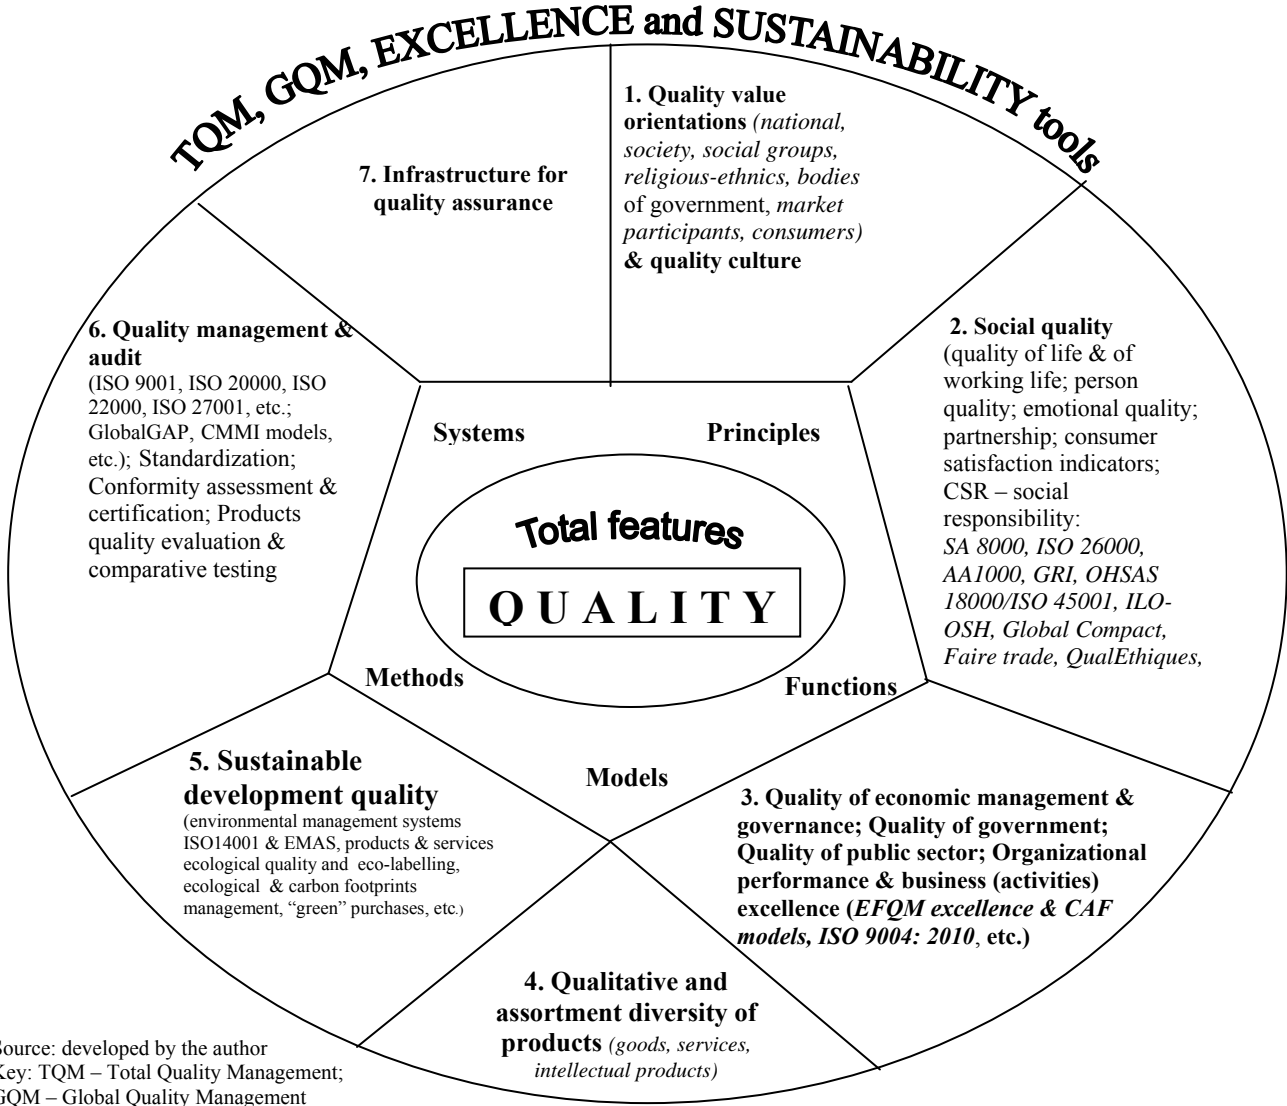 TQM, GQM, EXCELLENCE and SUSTAINABILITY tools
1. Quality value
orientations (national,
society, social groups,
religious-ethnics, bodies
of government, market
participants, consumers)
& quality culture
7. Infrastructure for
quality assurance
6. Quality management &
audit
(ISO 9001, ISO 20000, ISO
22000, ISO 27001, etc.;
GlobalGAP, CMMI models,
etc.); Standardization;
Conformity assessment &
certification; Products
quality evaluation &
comparative testing
2. Social quality
(quality of life & of
working life; person
quality; emotional quality;
partnership; consumer
satisfaction indicators;
CSR – social
responsibility:
SA 8000, ISO 26000,
AA1000, GRI, OHSAS
18000/ISO 45001, ILO-
OSH, Global Compact,
Faire trade, QualEthiques,
Systems
Principles
Total features
QUALITY
Methods
Functions
Models
5. Sustainable
development quality
(environmental management systems
ISO14001 & EMAS, products & services
ecological quality and eco-labelling,
ecological & carbon footprints
management, “green” purchases, etc.)
3. Quality of economic management &
governance; Quality of government;
Quality of public sector; Organizational
performance & business (activities)
excellence (EFQM excellence & CAF
models, ISO 9004: 2010, etc.)
4. Qualitative and
assortment diversity of
products (goods, services,
intellectual products)
Source: developed by the author
Key: TQM – Total Quality Management;
GQM – Global Quality Management